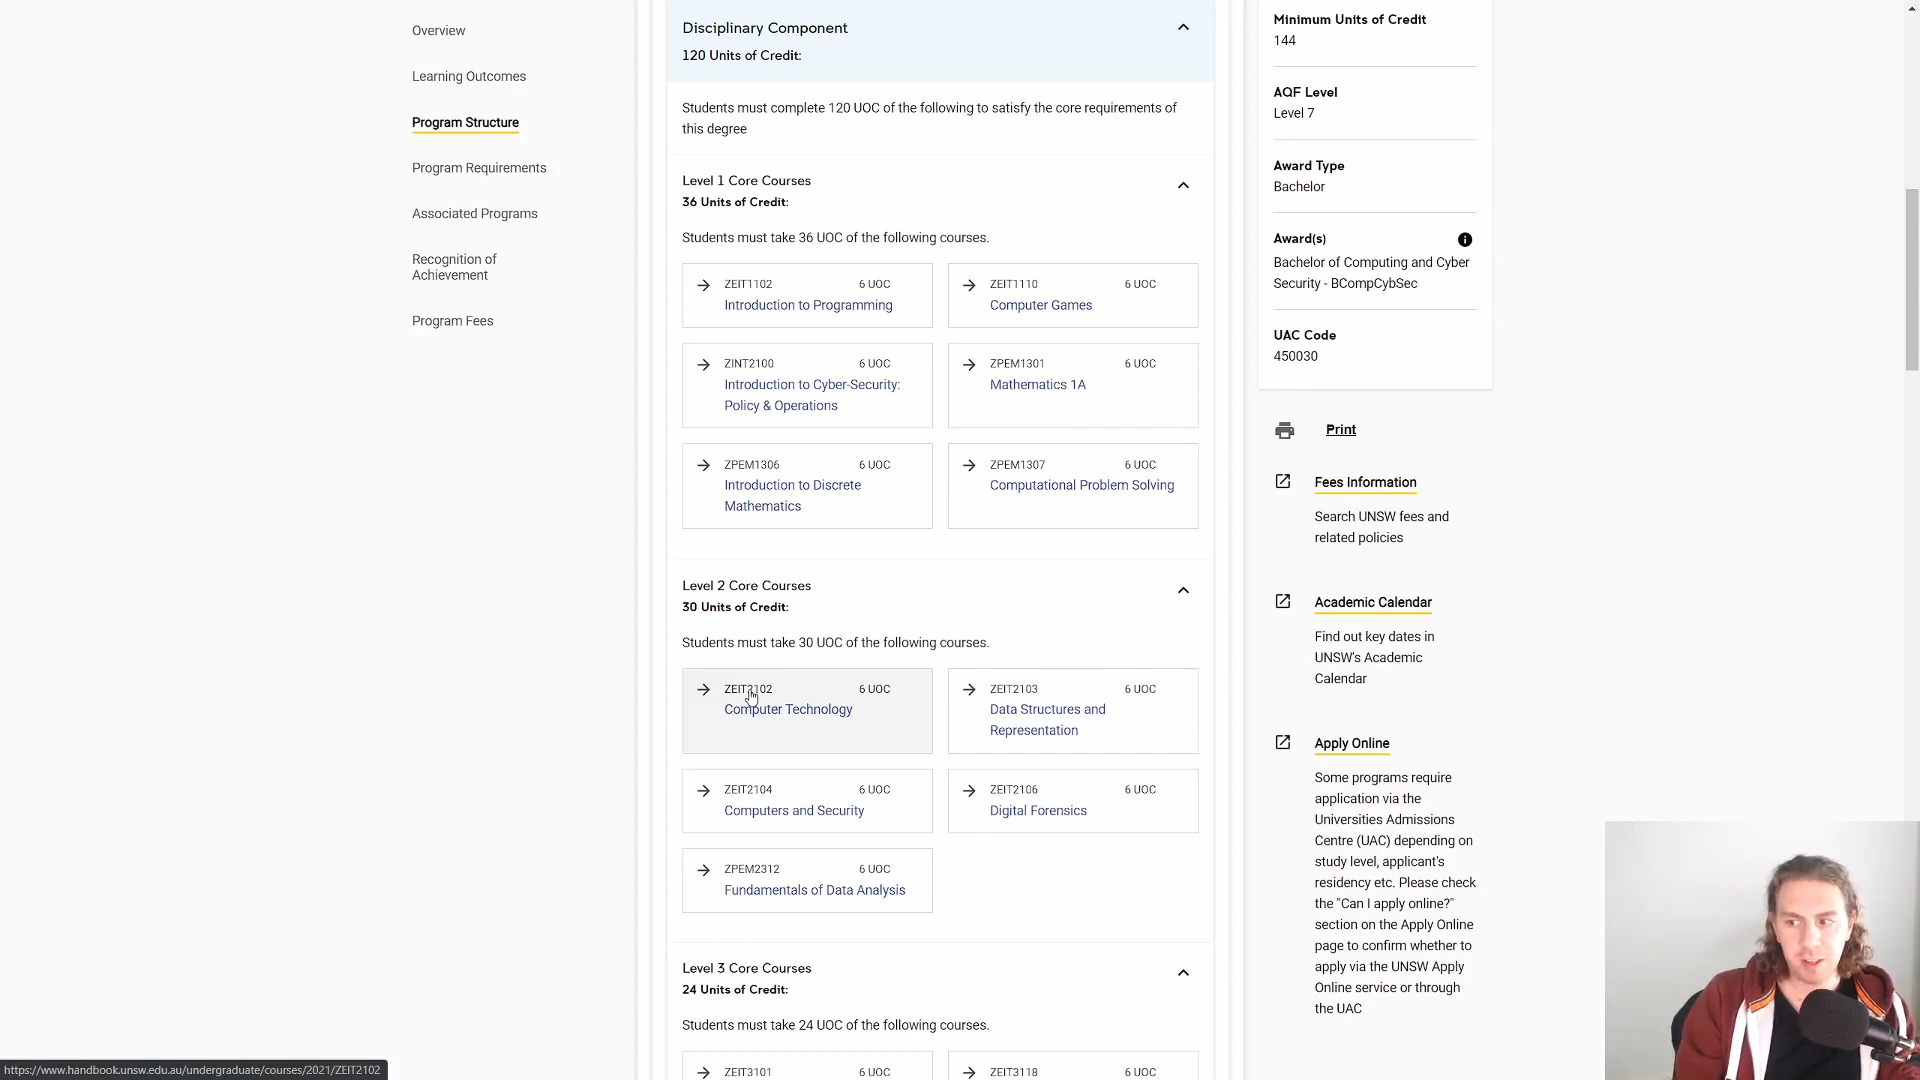 Overview
Learning Outcomes
Program Structure
Program Requirements
Associated Programs
Recognition of
Achievement
Program Fees
Disciplinary Component
120 Units of Credit:
Students must complete 120 UOC of the following to satisfy the core requirements of
this degree
Level 1 Core Courses
36 Units of Credit:
Students must take 36 UOC of the following courses.
ZEIT1102 6 UOC
Introduction to Programming
ZEIT1110 6 UOC
Computer Games
ZINT2100 6 UOC
Introduction to Cyber-Security:
Policy & Operations
ZPEM1301 6 UOC
Mathematics 1A
ZPEM1306 6 UOC
Introduction to Discrete
Mathematics
ZPEM1307 6 UOC
Computational Problem Solving
Level 2 Core Courses
30 Units of Credit:
Students must take 30 UOC of the following courses.
ZEIT2102 6 UOC
Computer Technology
ZEIT2103 6 UOC
Data Structures and
Representation
ZEIT2104 6 UOC
Computers and Security
ZEIT2106 6 UOC
Digital Forensics
ZPEM2312 6 UOC
Fundamentals of Data Analysis
Level 3 Core Courses
24 Units of Credit:
Students must take 24 UOC of the following courses.
ZEIT3101 6 UOC
ZEIT3118 6 UOC
Minimum Units of Credit
144
AQF Level
Level 7
Award Type
Bachelor
Award(s)
Bachelor of Computing and Cyber
Security - BCompCybSec
UAC Code
450030
Print
Fees Information
Search UNSW fees and
related policies
Academic Calendar
Find out key dates in
UNSW's Academic
Calendar
Apply Online
Some programs require
application via the
Universities Admissions
Centre (UAC) depending on
study level, applicant's
residency etc. Please check
the "Can I apply online?"
section on the Apply Online
page to confirm whether to
apply via the UNSW Apply
Online service or through
the UAC
https://www.handbook.unsw.edu.au/undergraduate/courses/2021/ZEIT2102